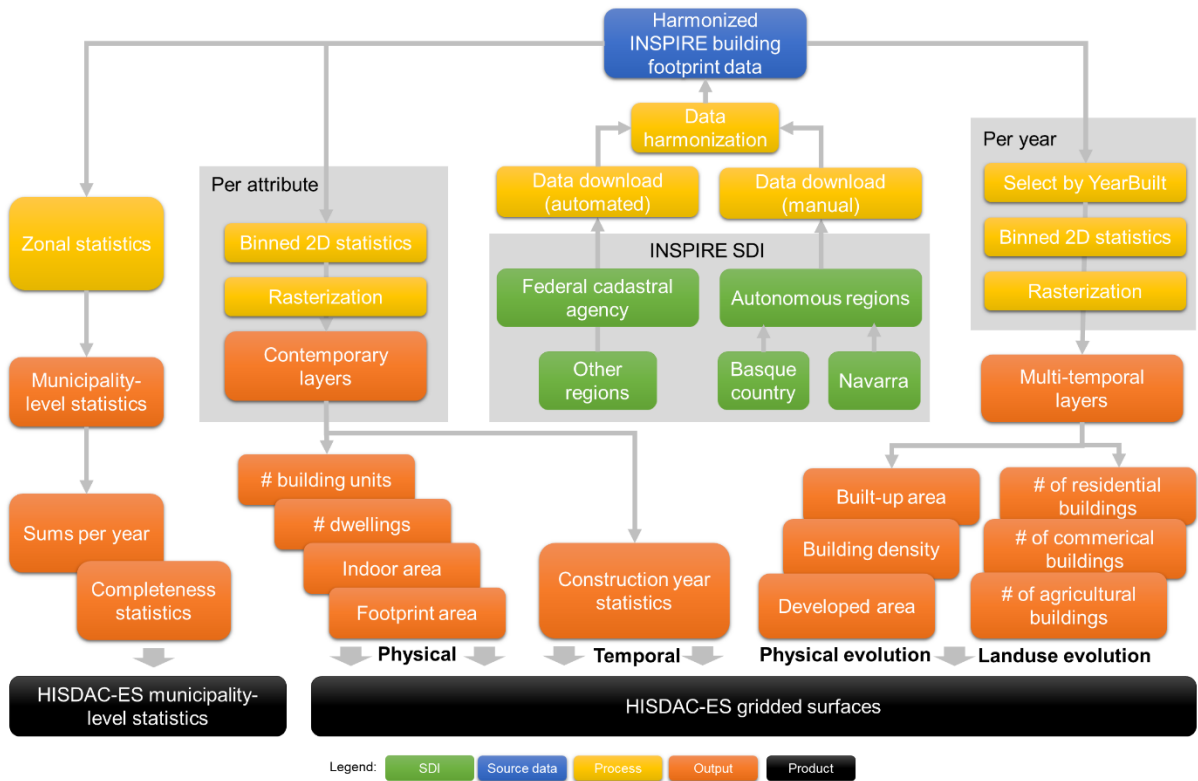 Harmonized
INSPIRE building
footprint data
Data
harmonization
Data download
(automated)
Data download
(manual)
INSPIRE SDI
Federal cadastral
agency
Autonomous regions
Other
regions
Basque
country
Navarra
Zonal statistics
Municipality-
level statistics
Sums per year
Completeness
statistics
Per attribute
Binned 2D statistics
Rasterization
Contemporary
layers
# building units
# dwellings
Indoor area
Footprint area
Construction year
statistics
Per year
Select by YearBuilt
Binned 2D statistics
Rasterization
Multi-temporal
layers
Built-up area
Building density
Developed area
# of residential
buildings
# of commerical
buildings
# of agricultural
buildings
Physical
Temporal
Physical evolution
Landuse evolution
HISDAC-ES municipality-
level statistics
HISDAC-ES gridded surfaces
Legend: SDI Source data Process Output Product